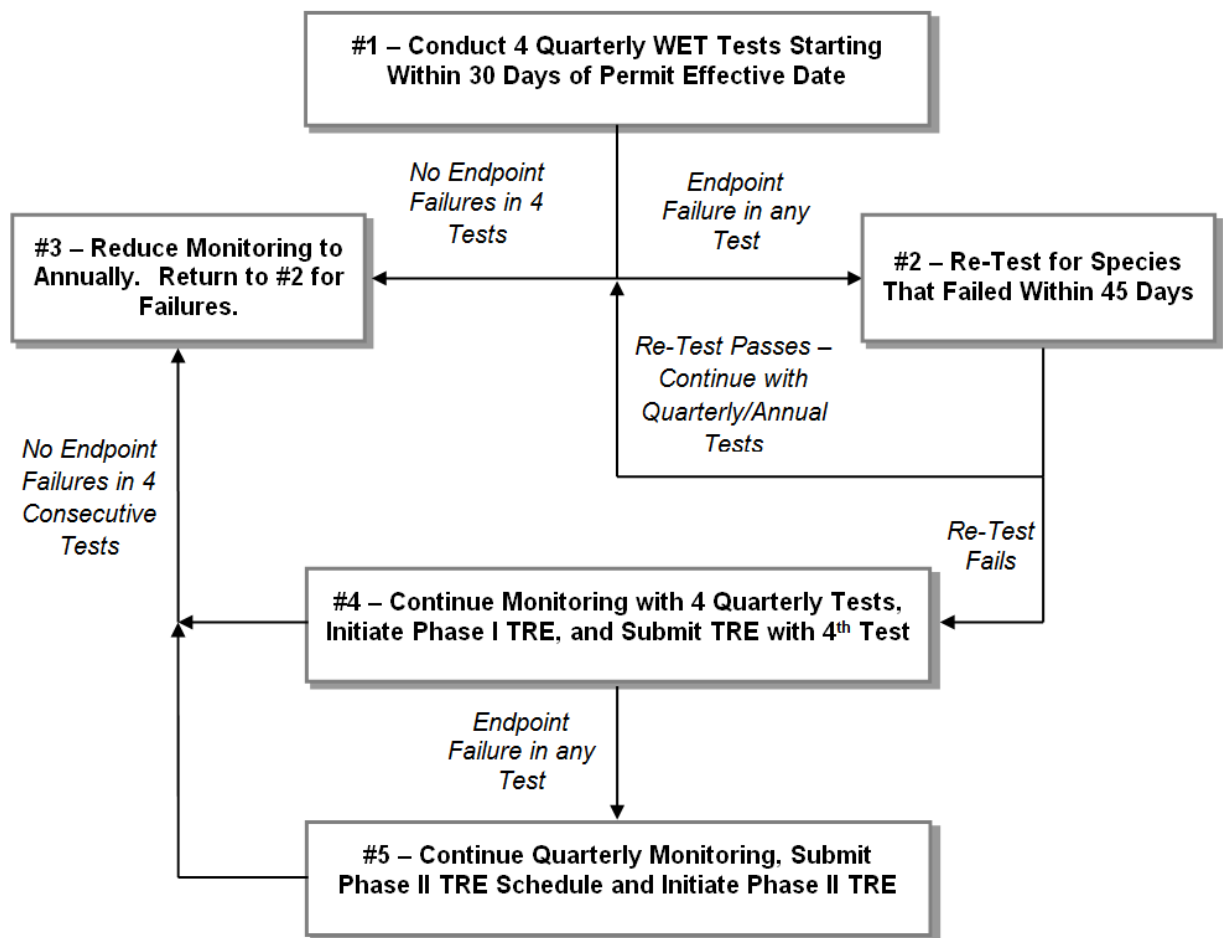 #1 – Conduct 4 Quarterly WET Tests Starting
Within 30 Days of Permit Effective Date
No Endpoint
Failures in 4
Tests
Endpoint
Failure in any
Test
#3 – Reduce Monitoring to
Annually. Return to #2 for
Failures.
#2 – Re-Test for Species
That Failed Within 45 Days
Re-Test Passes –
Continue with
Quarterly/Annual
Tests
No Endpoint
Failures in 4
Consecutive
Tests
Re-Test
Fails
#4 – Continue Monitoring with 4 Quarterly Tests,
Initiate Phase I TRE, and Submit TRE with 4th Test
Endpoint
Failure in any
Test
#5 – Continue Quarterly Monitoring, Submit
Phase II TRE Schedule and Initiate Phase II TRE